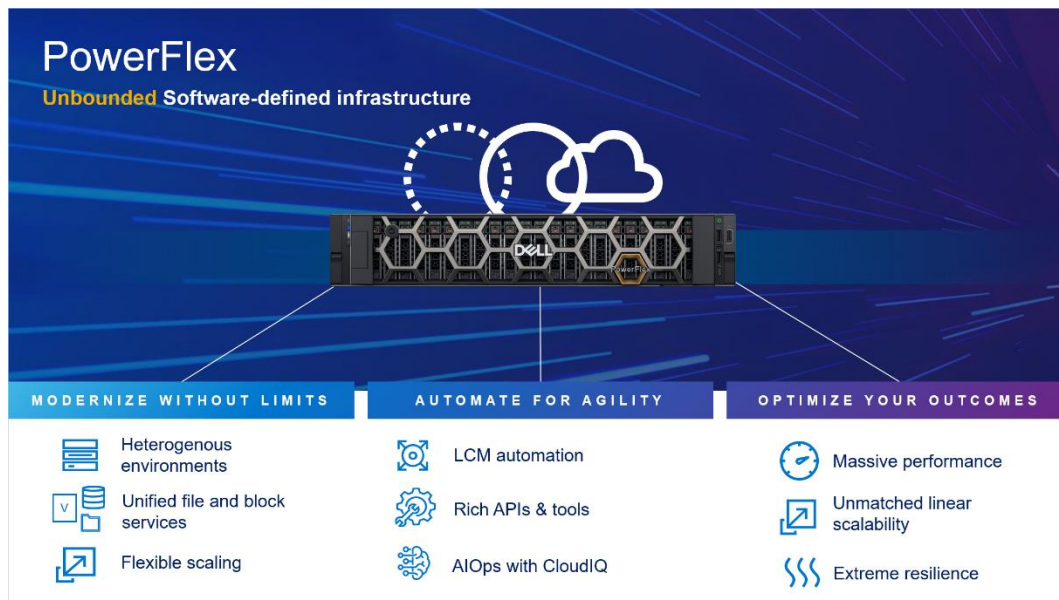 PowerFlex
Unbounded Software-defined infrastructure
DELL
PowerFlex
MODERNIZE WITHOUT LIMITS
Heterogenous
environments
V
Unified file and block
services
Flexible scaling
AUTOMATE FOR AGILITY
LCM automation
Rich APIs & tools
AIOps with CloudIQ
OPTIMIZE YOUR OUTCOMES
Massive performance
Unmatched linear
scalability
Extreme resilience